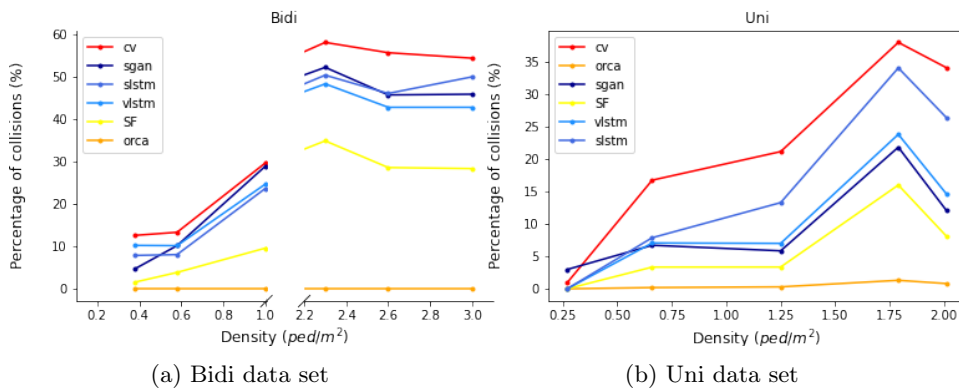 Bidi
Percentage of collisions (%)
60
50
40
30
20
10
0
cv
sgan
slstm
vlstm
SF
orca
0.2 0.4 0.6 0.8 1.0 2.2 2.4 2.6 2.8 3.0
Density (ped/m²)
(a) Bidi data set
Uni
Percentage of collisions (%)
35
30
25
20
15
10
5
0
cv
orca
sgan
SF
vlstm
slstm
0.25 0.50 0.75 1.00 1.25 1.50 1.75 2.00
Density (ped/m²)
(b) Uni data set